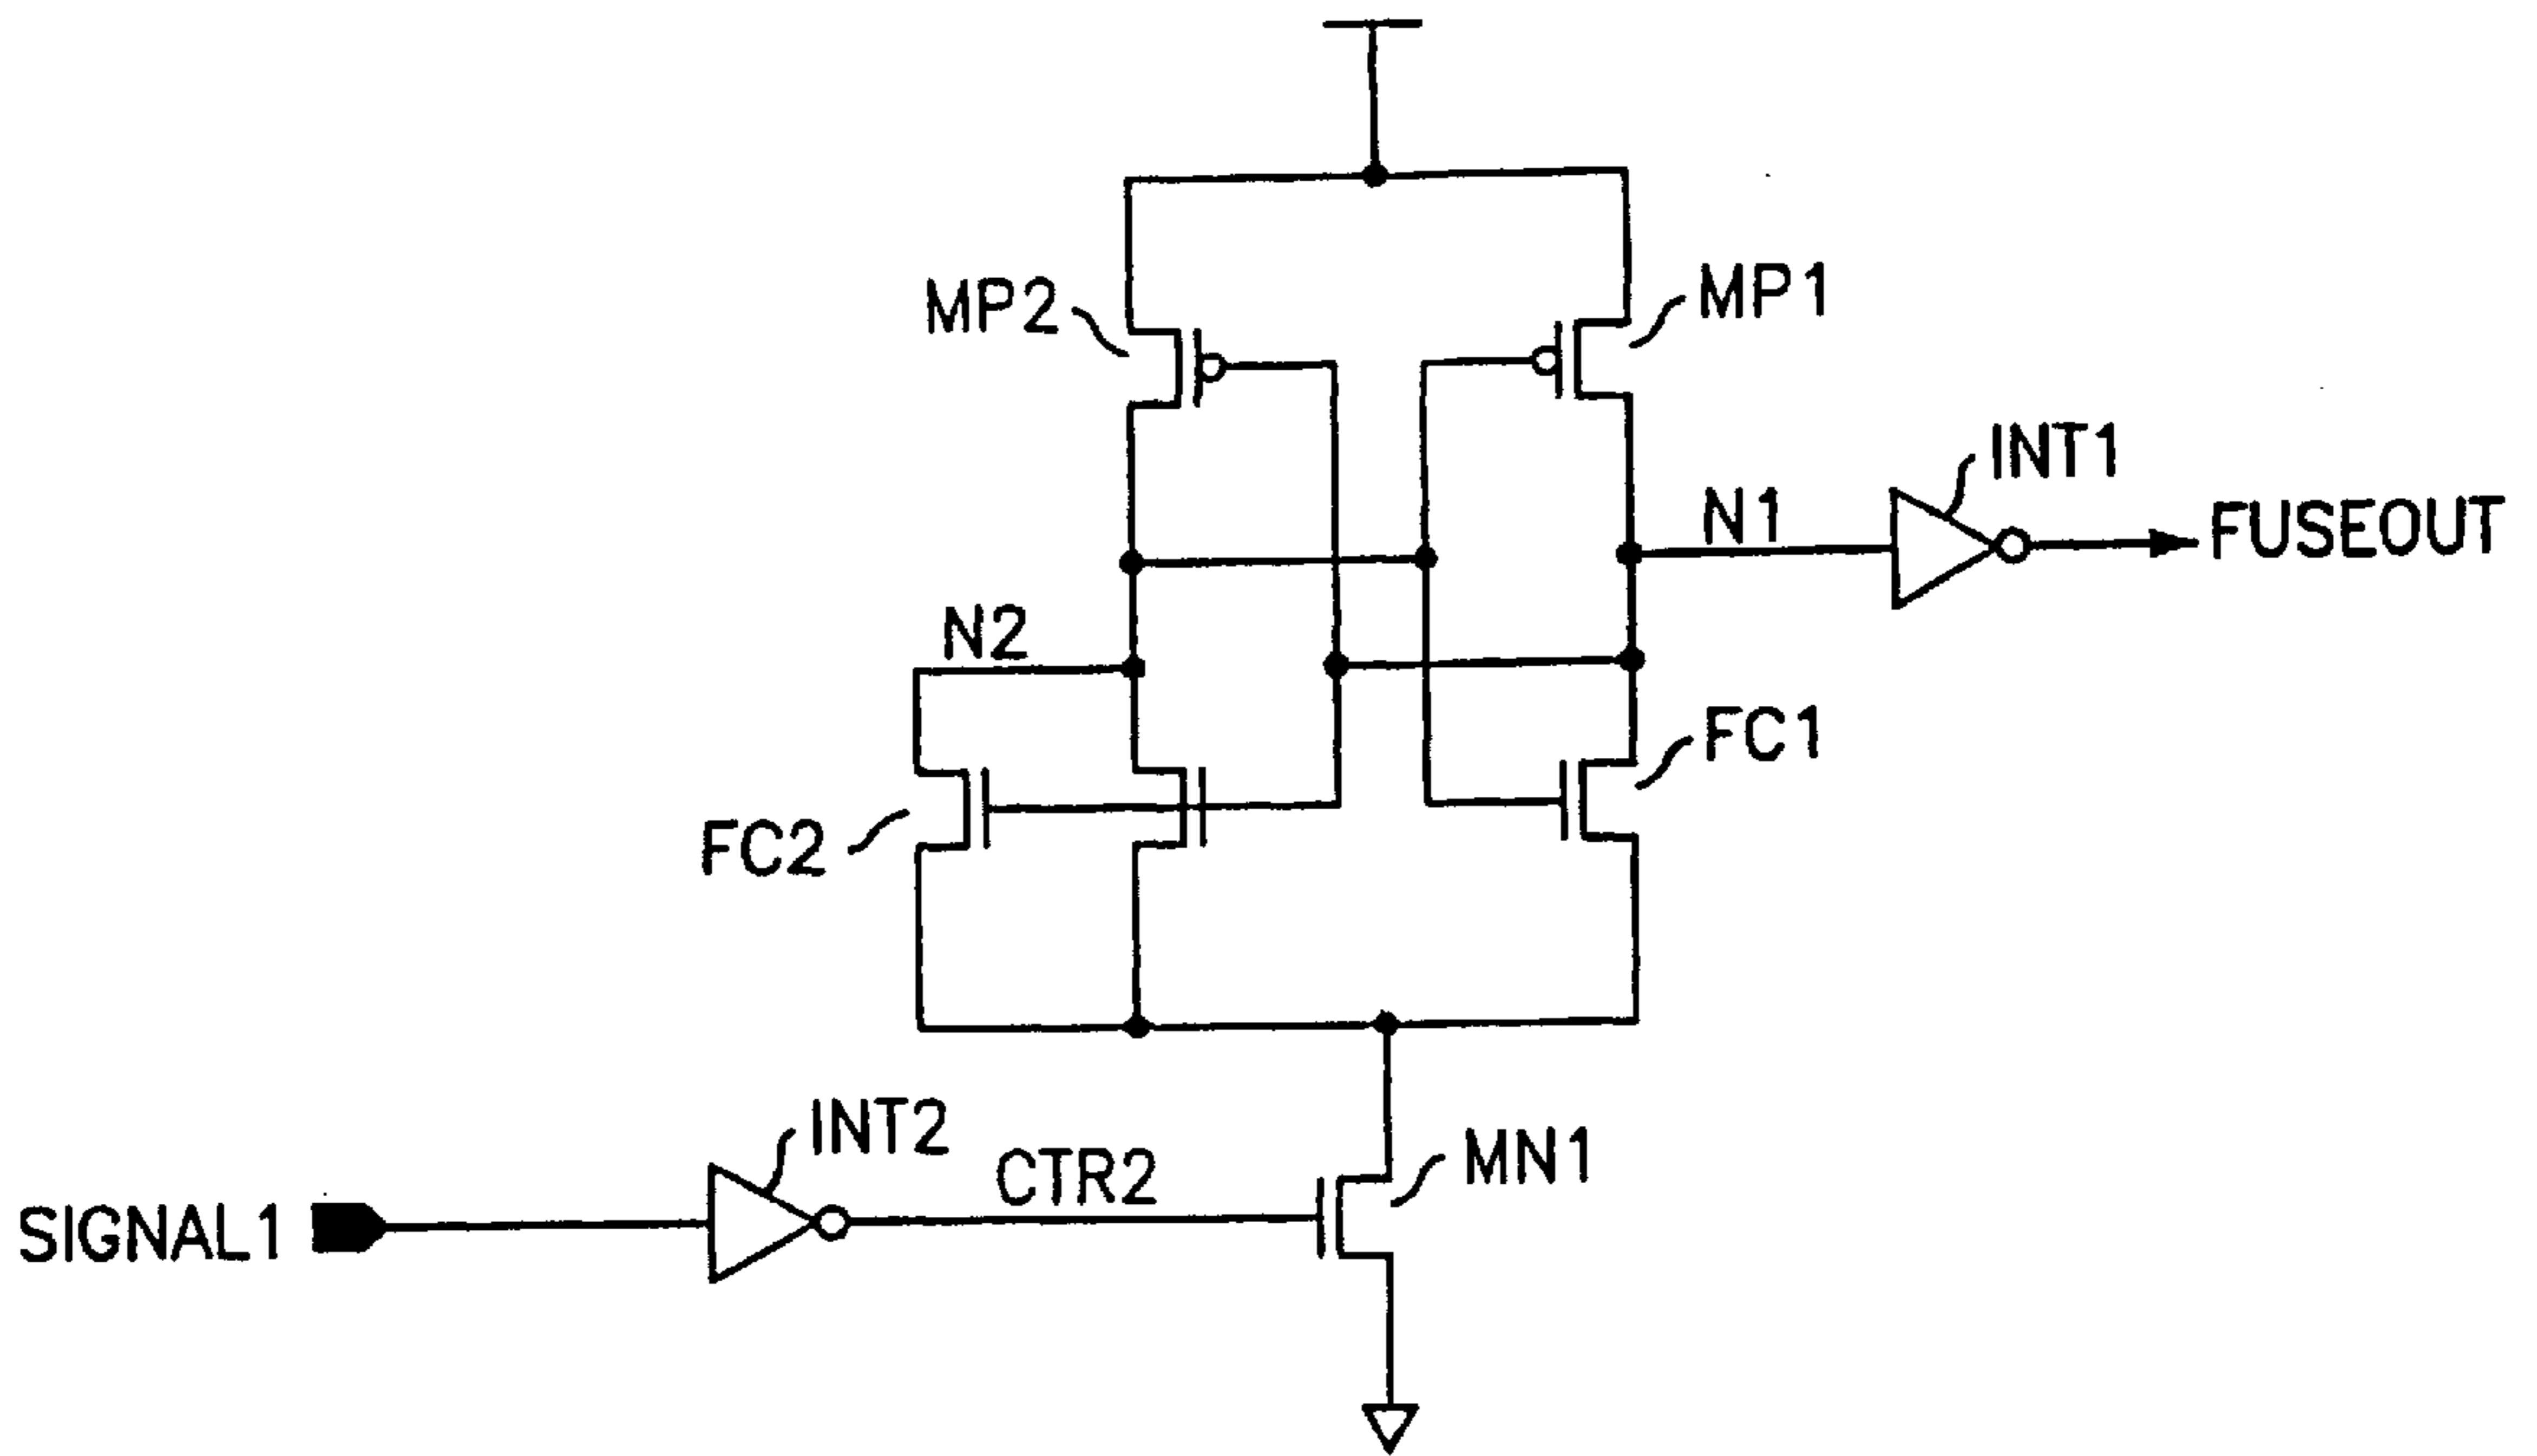 MP2
MP1
INT1
N1
FUSEOUT
N2
FC1
FC2
INT2
CTR2
MN1
SIGNAL1